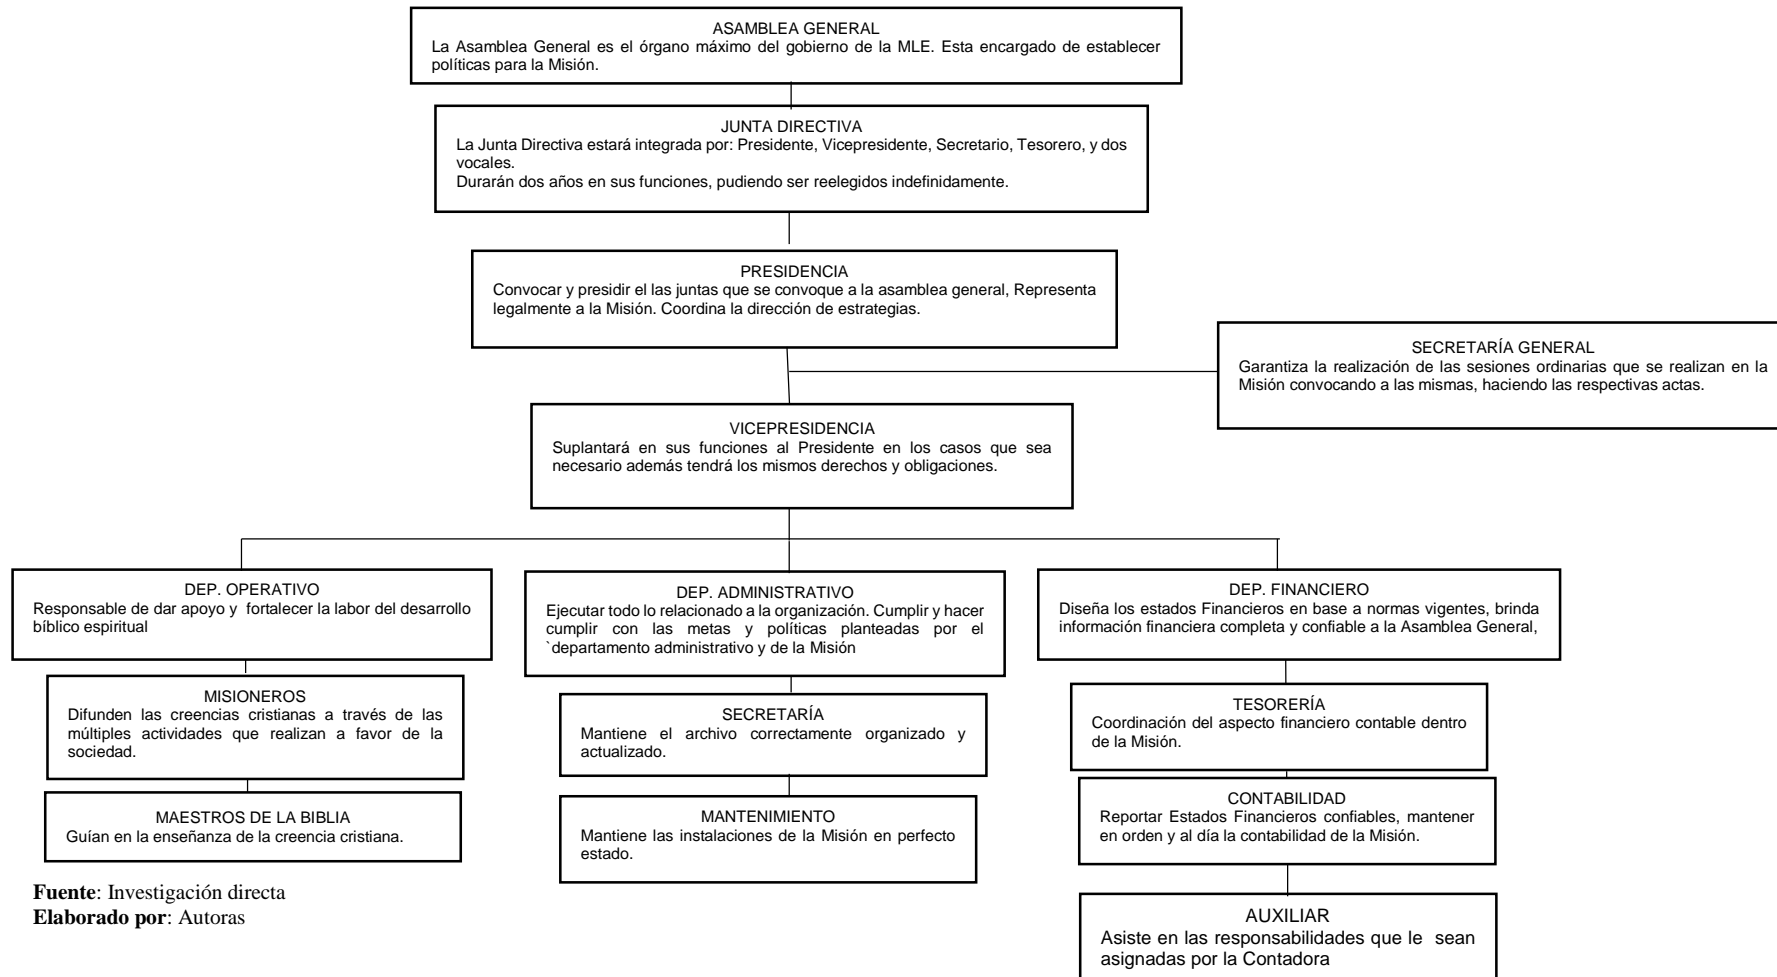 ASAMBLEA GENERAL
La Asamblea General es el órgano máximo del gobierno de la MLE. Esta encargado de establecer
políticas para la Misión.
JUNTA DIRECTIVA
La Junta Directiva estará integrada por: Presidente, Vicepresidente, Secretario, Tesorero, y dos
vocales.
Durarán dos años en sus funciones, pudiendo ser reelegidos indefinidamente.
PRESIDENCIA
Convocar y presidir el las juntas que se convoque a la asamblea general, Representa
legalmente a la Misión. Coordina la dirección de estrategias.
SECRETARÍA GENERAL
Garantiza la realización de las sesiones ordinarias que se realizan en la
Misión convocando a las mismas, haciendo las respectivas actas.
VICEPRESIDENCIA
Suplantará en sus funciones al Presidente en los casos que sea
necesario además tendrá los mismos derechos y obligaciones.
DEP. OPERATIVO
Responsable de dar apoyo y fortalecer la labor del desarrollo
bíblico espiritual
DEP. ADMINISTRATIVO
Ejecutar todo lo relacionado a la organización. Cumplir y hacer
cumplir con las metas y políticas planteadas por el
`departamento administrativo y de la Misión
DEP. FINANCIERO
Diseña los estados Financieros en base a normas vigentes, brinda
información financiera completa y confiable a la Asamblea General,
MISIONEROS
Difunden las creencias cristianas a través de las
múltiples actividades que realizan a favor de la
sociedad.
SECRETARÍA
Mantiene el archivo correctamente organizado y
actualizado.
TESORERÍA
Coordinación del aspecto financiero contable dentro
de la Misión.
MAESTROS DE LA BIBLIA
Guían en la enseñanza de la creencia cristiana.
MANTENIMIENTO
Mantiene las instalaciones de la Misión en perfecto
estado.
CONTABILIDAD
Reportar Estados Financieros confiables, mantener
en orden y al día la contabilidad de la Misión.
AUXILIAR
Asiste en las responsabilidades que le sean
asignadas por la Contadora
Fuente: Investigación directa
Elaborado por: Autoras